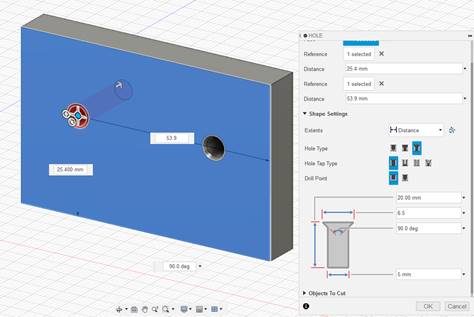 HOLE
Reference
1 selected
Distance
25.4 mm
Reference
1 selected
Distance
53.9 mm
Shape Settings
Extents
Distance
Hole Type
Hole Tap Type
Drill Point
20.00 mm
6.5
90.0 deg
5 mm
Objects To Cut
OK
Cancel
53.9
25.400 mm
90.0 deg